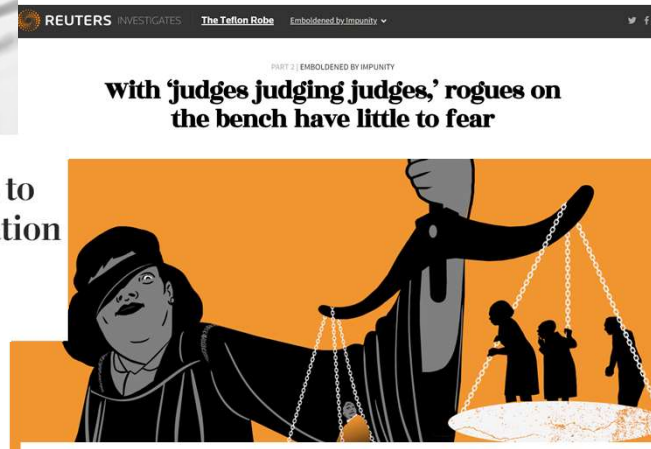 REUTERS INVESTIGATES The Teflon Robe Emboldened by Impunity
PART 2 | EMBOLDENED BY IMPUNITY
With ‘judges judging judges,’ rogues on
the bench have little to fear
to
tion